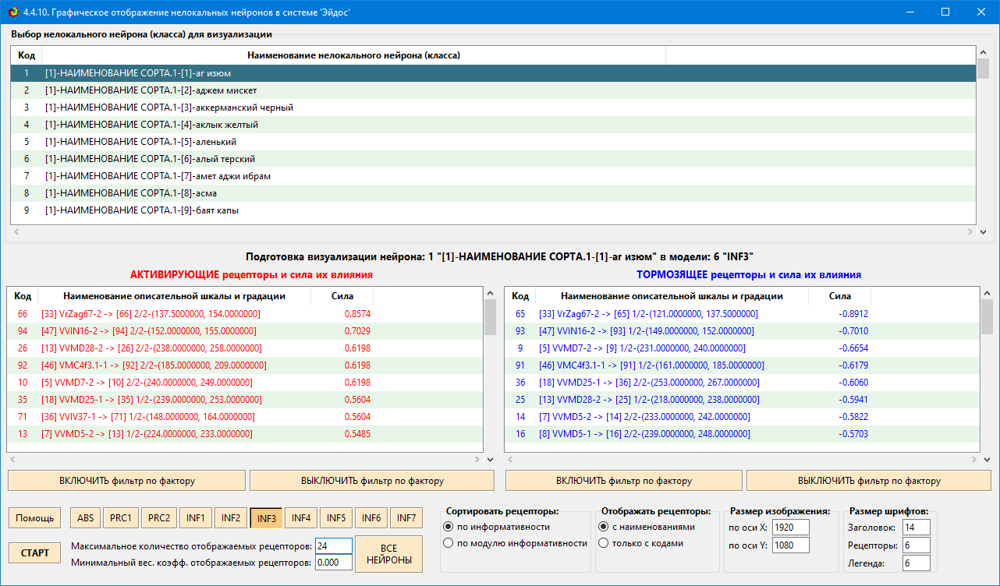 4.4.10. Графическое отображение нелокальных нейронов в системе 'Эйдос'
Выбор нелокального нейрона (класса) для визуализации
Код Наименование нелокального нейрона (класса)
1 [1]-НАИМЕНОВАНИЕ СОРТА.1-[1]-аг изюм
2 [1]-НАИМЕНОВАНИЕ СОРТА.1-[2]-аджем мискет
3 [1]-НАИМЕНОВАНИЕ СОРТА.1-[3]-аккерманский черный
4 [1]-НАИМЕНОВАНИЕ СОРТА.1-[4]-аклык желтый
5 [1]-НАИМЕНОВАНИЕ СОРТА.1-[5]-аленький
6 [1]-НАИМЕНОВАНИЕ СОРТА.1-[6]-алый терский
7 [1]-НАИМЕНОВАНИЕ СОРТА.1-[7]-амет аджи ибрам
8 [1]-НАИМЕНОВАНИЕ СОРТА.1-[8]-асма
9 [1]-НАИМЕНОВАНИЕ СОРТА.1-[9]-баят капы
Подготовка визуализации нейрона: 1 "[1]-НАИМЕНОВАНИЕ СОРТА.1-[1]-аг изюм" в модели: 6 "INF3"
АКТИВИРУЮЩИЕ рецепторы и сила их влияния
Код Наименование описательной шкалы и градации Сила
66 [33] VrZag67-2 -> [66] 2/2-(137.5000000, 154.0000000] 0.8574
94 [47] VVIN16-2 -> [94] 2/2-(152.0000000, 155.0000000] 0.7029
26 [13] VVMD28-2 -> [26] 2/2-(238.0000000, 258.0000000] 0.6198
92 [46] VMC4f3.1-1 -> [92] 2/2-(185.0000000, 209.0000000] 0.6198
10 [5] VVMD7-2 -> [10] 2/2-(240.0000000, 249.0000000] 0.6198
35 [18] VVMD25-1 -> [35] 1/2-(239.0000000, 253.0000000] 0.5604
71 [36] VVIV37-1 -> [71] 1/2-(148.0000000, 164.0000000] 0.5604
13 [7] VVMD5-2 -> [13] 1/2-(224.0000000, 233.0000000] 0.5485
ВКЛЮЧИТЬ фильтр по фактору
ВЫКЛЮЧИТЬ фильтр по фактору
ТОРМОЗЯЩЕЕ рецепторы и сила их влияния
Код Наименование описательной шкалы и градации Сила
65 [33] VrZag67-2 -> [65] 1/2-(121.0000000, 137.5000000] -0.8912
93 [47] VVIN16-2 -> [93] 1/2-(149.0000000, 152.0000000] -0.7010
9 [5] VVMD7-2 -> [9] 1/2-(231.0000000, 240.0000000] -0.6654
91 [46] VMC4f3.1-1 -> [91] 1/2-(161.0000000, 185.0000000] -0.6179
36 [18] VVMD25-1 -> [36] 2/2-(253.0000000, 267.0000000] -0.6060
25 [13] VVMD28-2 -> [25] 1/2-(218.0000000, 238.0000000] -0.5941
14 [7] VVMD5-2 -> [14] 2/2-(233.0000000, 242.0000000] -0.5822
16 [8] VVMD5-1 -> [16] 2/2-(239.0000000, 248.0000000] -0.5703
ВКЛЮЧИТЬ фильтр по фактору
ВЫКЛЮЧИТЬ фильтр по фактору
Помощь ABS PRC1 PRC2 INF1 INF2 INF3 INF4 INF5 INF6 INF7
СТАРТ
Максимальное количество отображаемых рецепторов: 24
Минимальный вес. коэфф. отображаемых рецепторов: 0.000
ВСЕ
НЕЙРОНЫ
Сортировать рецепторы:
по информативности
по модулю информативности
Отображать рецепторы:
с наименованиями
только с кодами
Размер изображения:
по оси X: 1920
по оси Y: 1080
Размер шрифтов:
Заголовок: 14
Рецепторы: 6
Легенда: 6